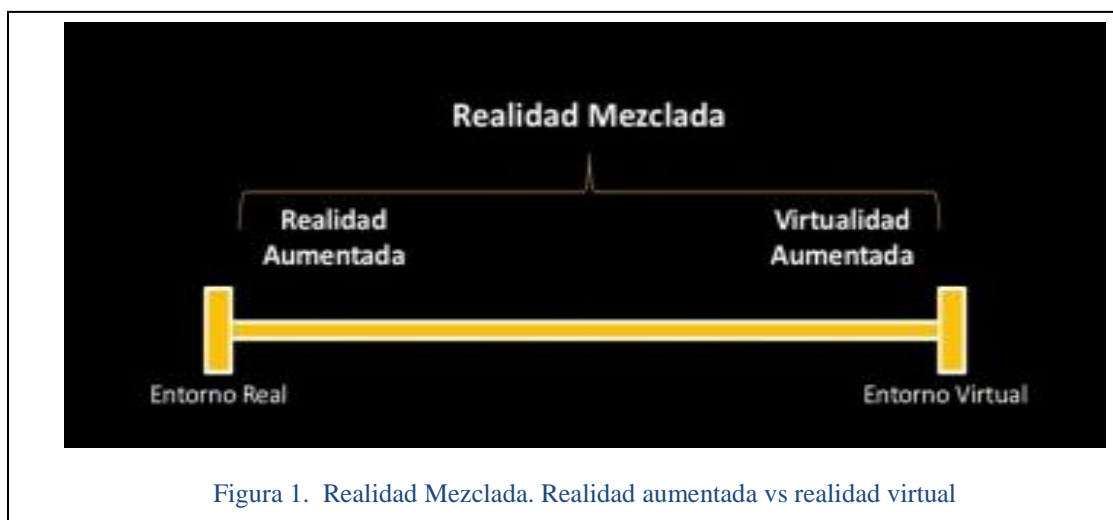 Realidad Mezclada
Realidad
Aumentada
Virtualidad
Aumentada
Entorno Real
Entorno Virtual
Figura 1.  Realidad Mezclada. Realidad aumentada vs realidad virtual